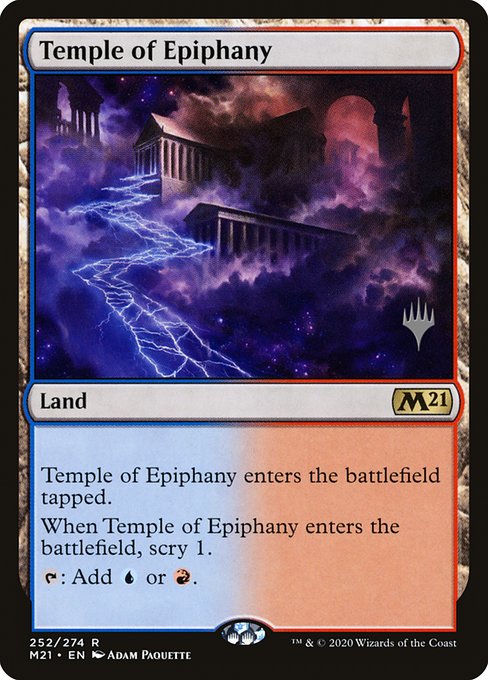 Temple of Epiphany
Land
M21
Temple of Epiphany enters the battlefield
tapped.
When Temple of Epiphany enters the
battlefield, scry 1.
: Add or .
252/274 R
M21 • EN Adam Paquette
™ & © 2020 Wizards of the Coast